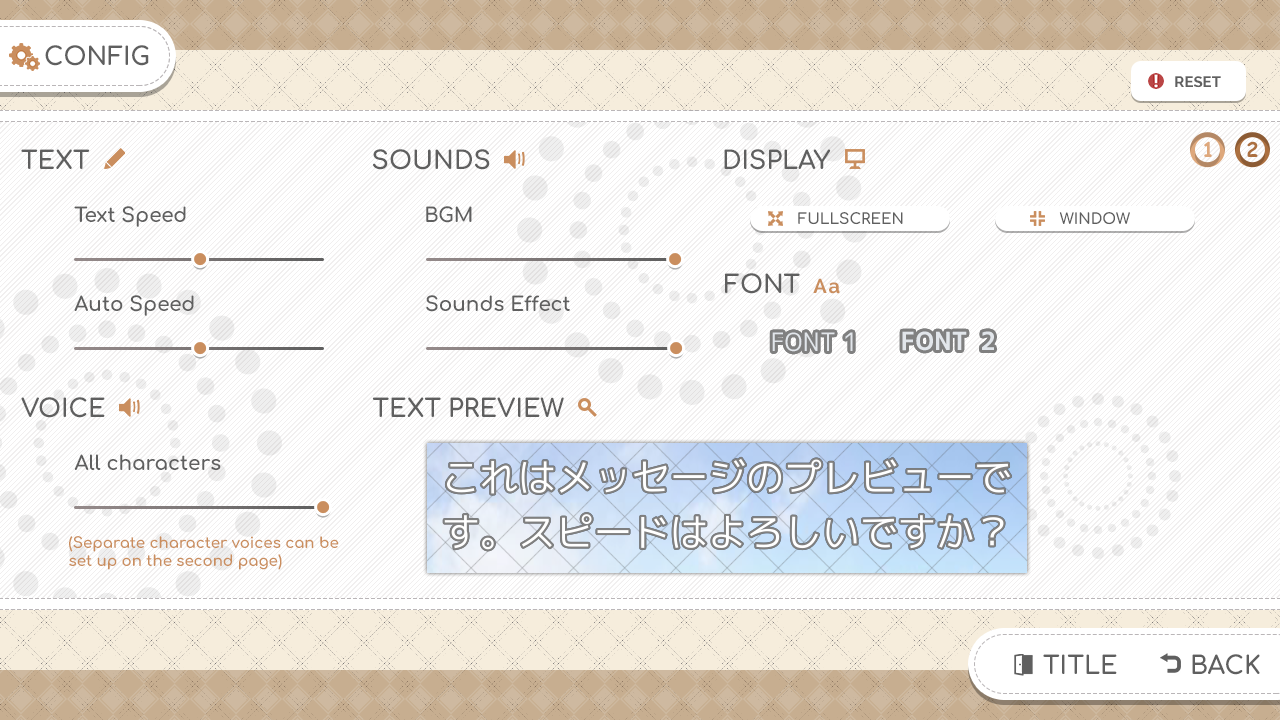 CONFIG
RESET
1 2
TEXT
Text Speed
Auto Speed
SOUNDS
BGM
Sounds Effect
DISPLAY
FULLSCREEN
WINDOW
FONT Aa
FONT 1
FONT 2
VOICE
All characters
(Separate character voices can be
set up on the second page)
TEXT PREVIEW
これはメッセージのプレビューで
す。スピードはよろしいですか？
TITLE
BACK